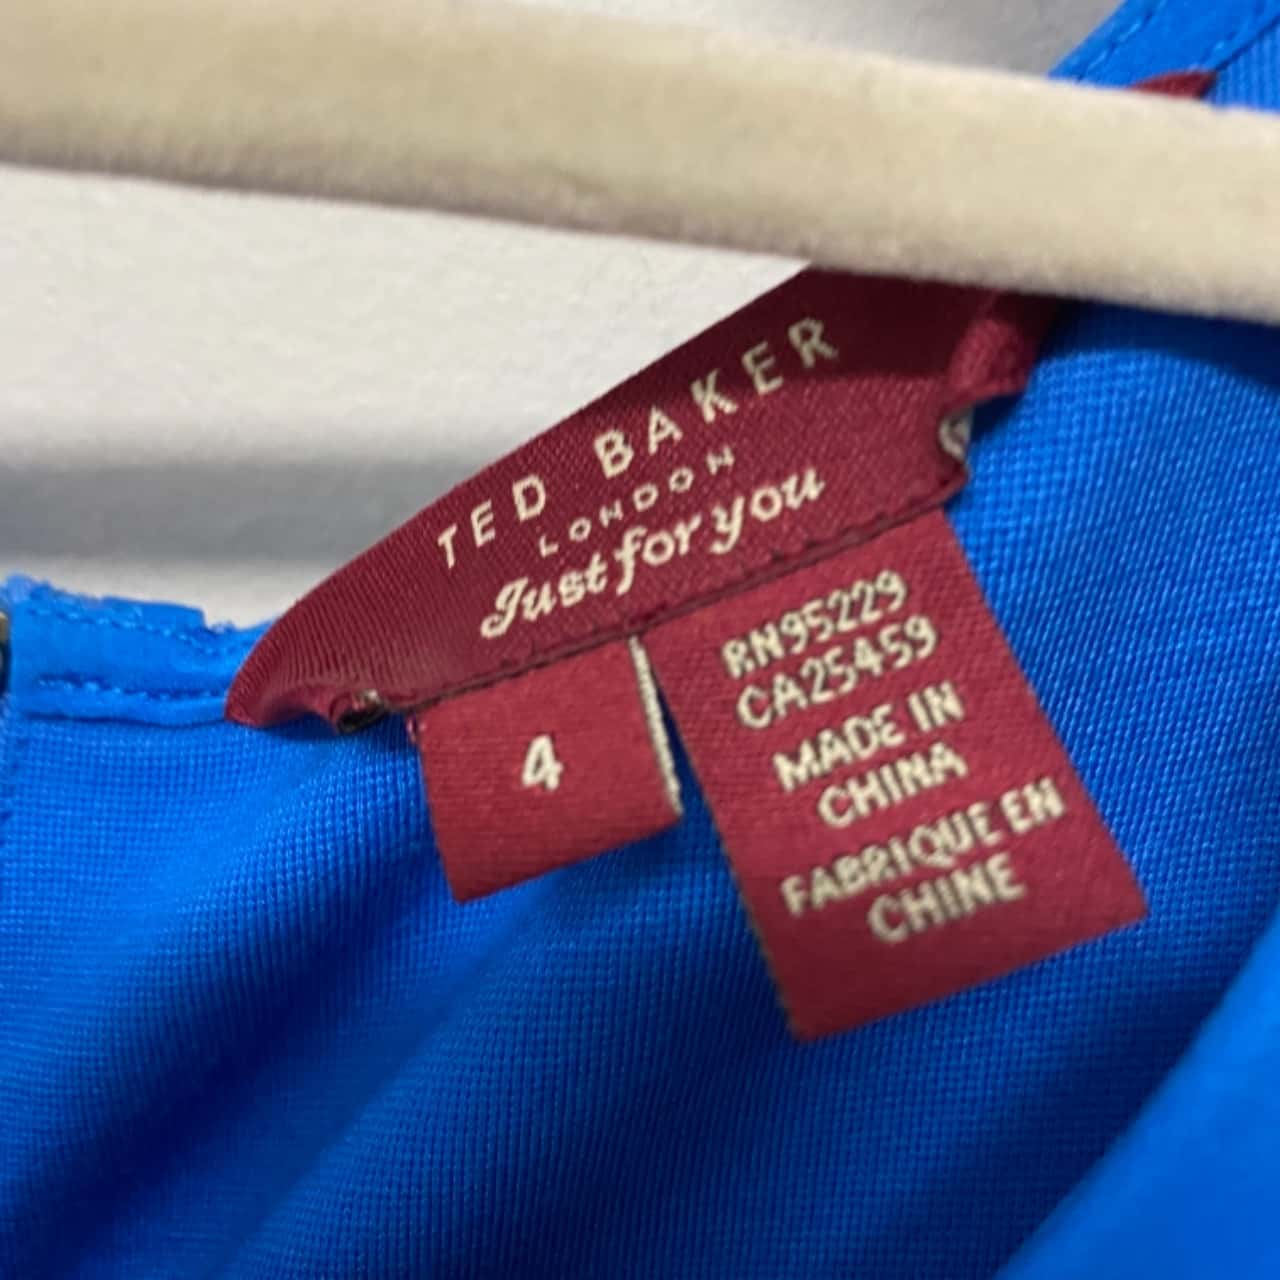 TED BAKER
LONDON
Just for you
4
RN95229
CA25459
MADE IN
CHINA
FABRIQUE EN
CHINE